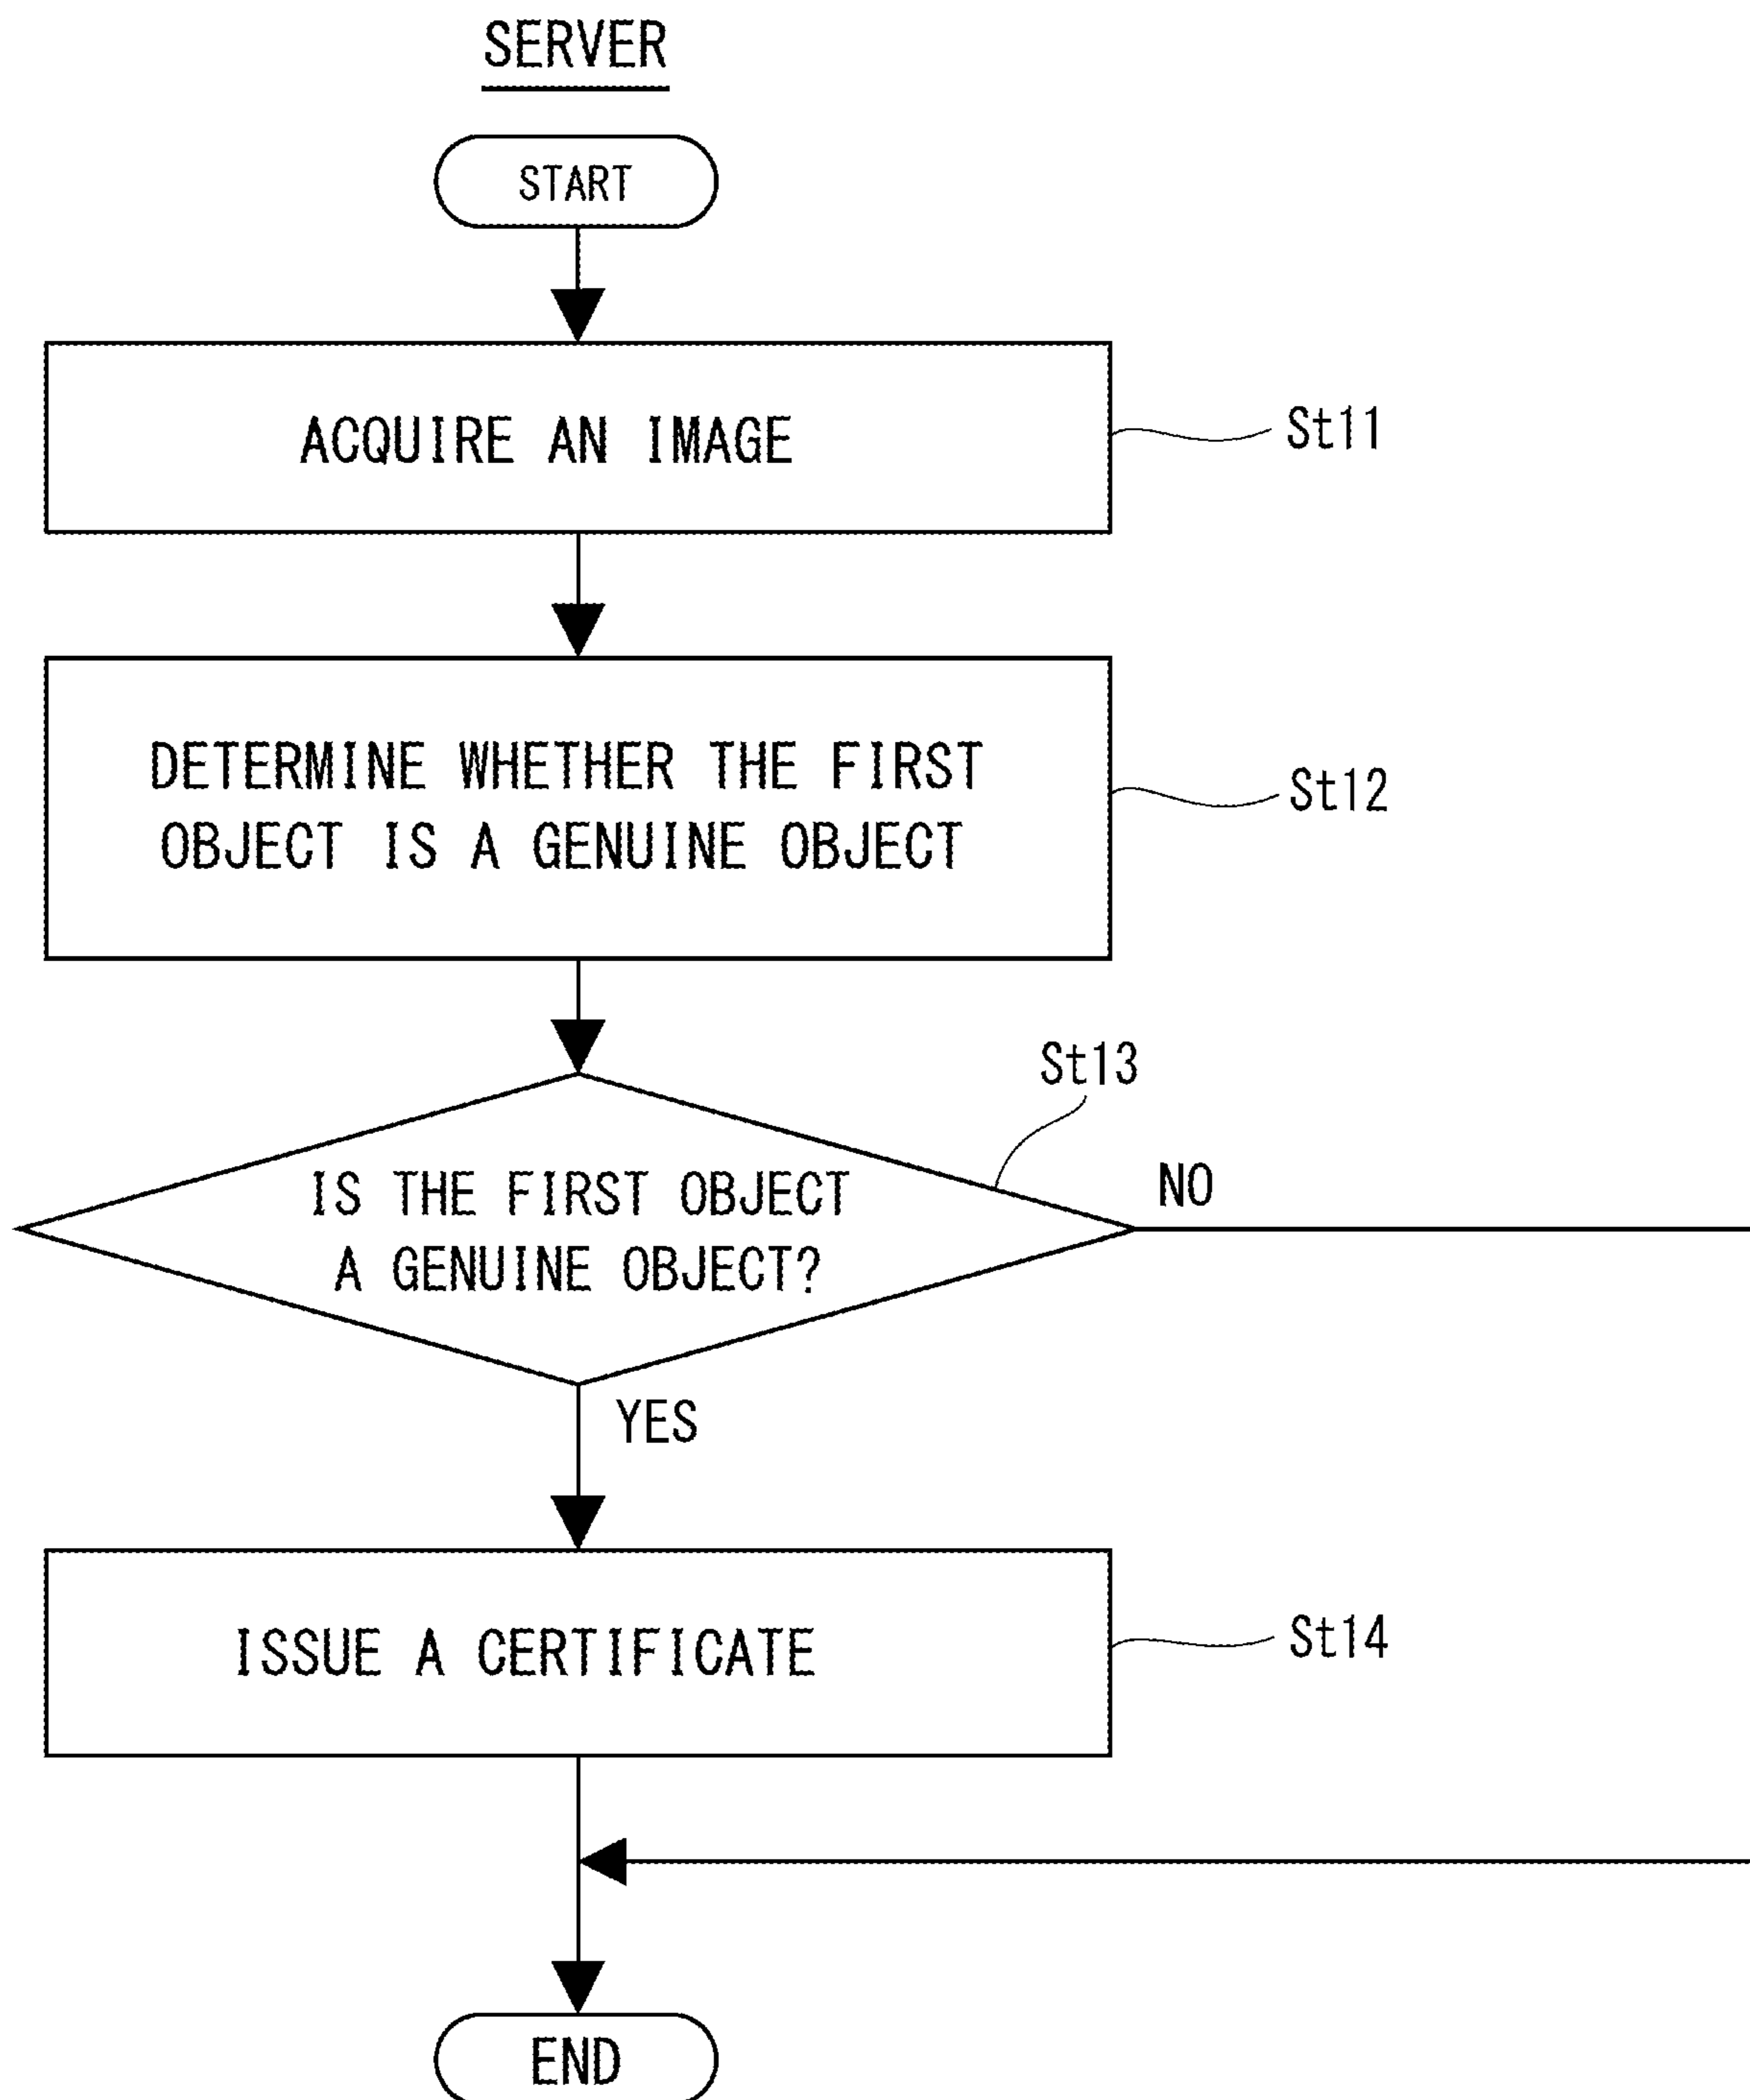 SERVER
START
ACQUIRE AN IMAGE
St11
DETERMINE WHETHER THE FIRST
OBJECT IS A GENUINE OBJECT
St12
St13
IS THE FIRST OBJECT
A GENUINE OBJECT?
NO
YES
ISSUE A CERTIFICATE
St14
END